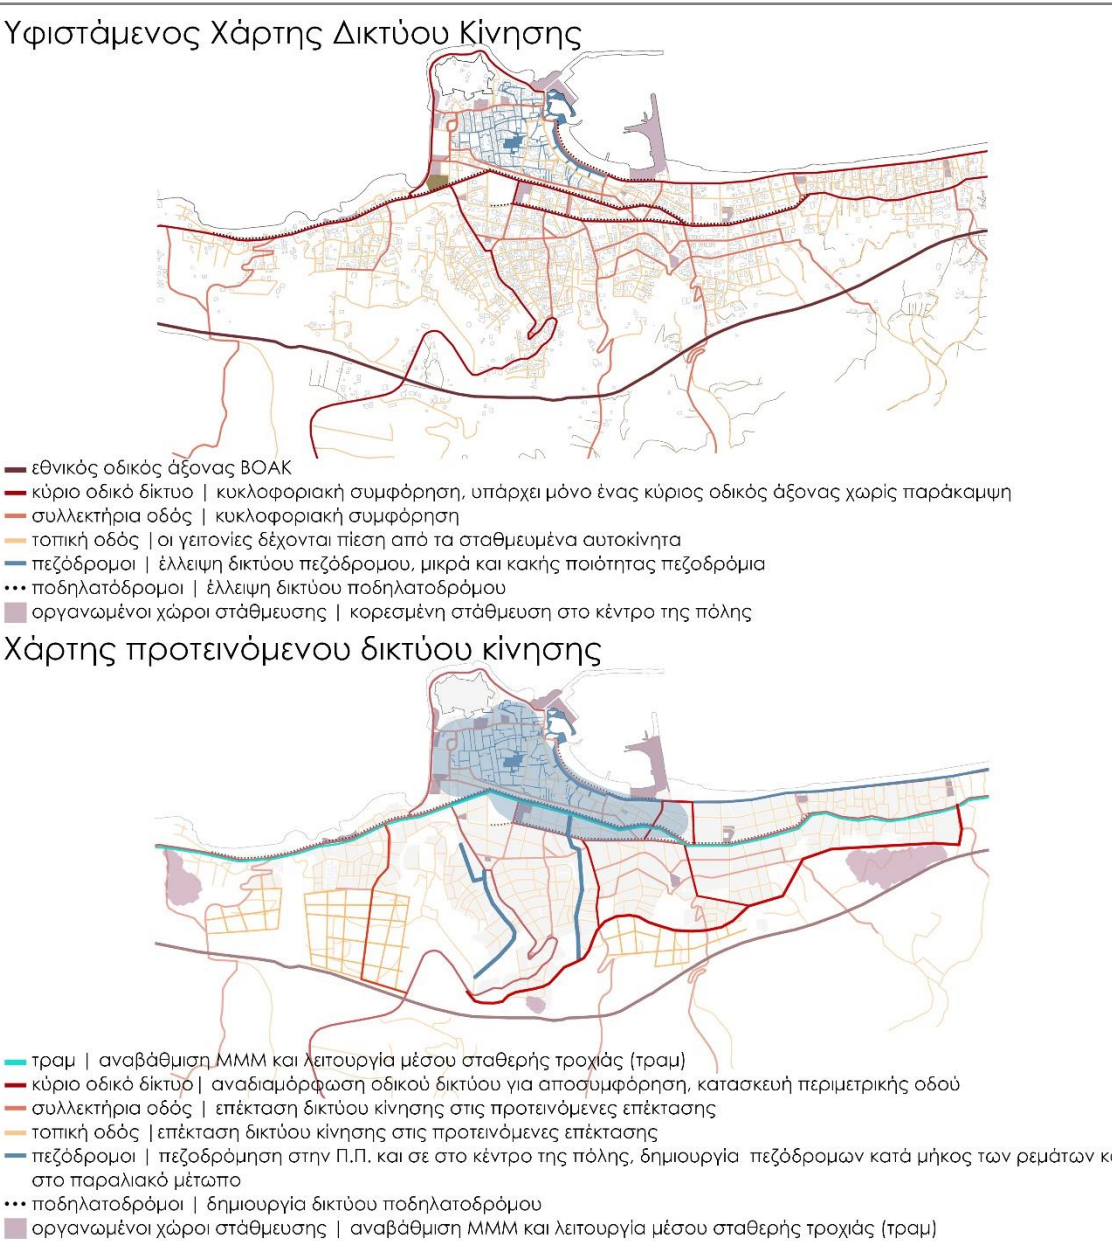 Υφιστάμενος Χάρτης Δικτύου Κίνησης
εθνικός οδικός άξονας ΒΟΑΚ
κύριο οδικό δίκτυο | κυκλοφοριακή συμφόρηση, υπάρχει μόνο ένας κύριος οδικός άξονας χωρίς παράκαμψη
συλλεκτήρια οδός | κυκλοφοριακή συμφόρηση
τοπική οδός | οι γειτονίες δέχονται πίεση από τα σταθμευμένα αυτοκίνητα
πεζόδρομοι | έλλειψη δικτύου πεζόδρομου, μικρά και κακής ποιότητας πεζοδρόμια
ποδηλατόδρομοι | έλλειψη δικτύου ποδηλατοδρόμου
οργανωμένοι χώροι στάθμευσης | κορεσμένη στάθμευση στο κέντρο της πόλης
Χάρτης προτεινόμενου δικτύου κίνησης
τραμ | αναβάθμιση ΜΜΜ και λειτουργία μέσου σταθερής τροχιάς (τραμ)
κύριο οδικό δίκτυο | αναδιαμόρφωση οδικού δικτύου για αποσυμφόρηση, κατασκευή περιμετρικής οδού
συλλεκτήρια οδός | επέκταση δικτύου κίνησης στις προτεινόμενες επέκτασης
τοπική οδός | επέκταση δικτύου κίνησης στις προτεινόμενες επέκτασης
πεζόδρομοι | πεζοδρόμηση στην Π.Π. και σε στο κέντρο της πόλης, δημιουργία πεζόδρομων κατά μήκος των ρεμάτων
στο παραλιακό μέτωπο
ποδηλατοδρόμοι | δημιουργία δικτύου ποδηλατοδρόμου
οργανωμένοι χώροι στάθμευσης | αναβάθμιση ΜΜΜ και λειτουργία μέσου σταθερής τροχιάς (τραμ)